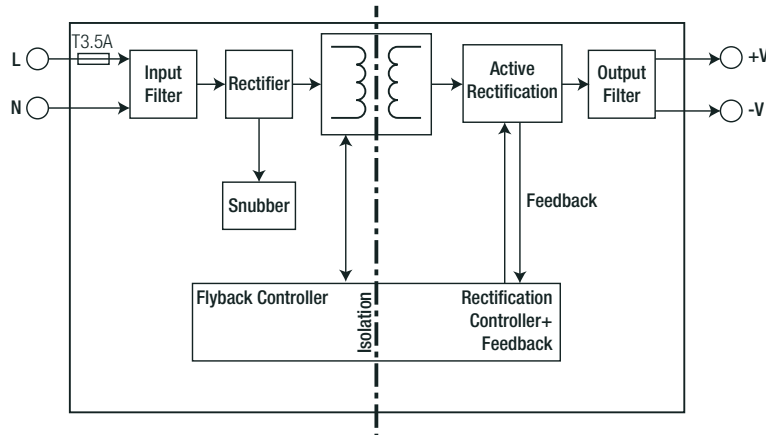 T3.5A
L
N
Input
Filter
Rectifier
Snubber
Active
Rectification
Output
Filter
+V
-V
Feedback
Flyback Controller
Isolation
Rectification
Controller+
Feedback